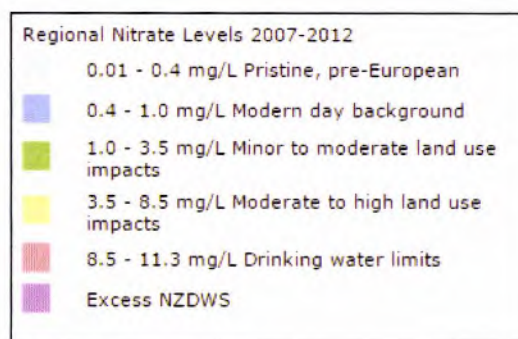 Regional Nitrate Levels 2007-2012
0.01 - 0.4 mg/L Pristine, pre-European
0.4 - 1.0 mg/L Modern day background
1.0 - 3.5 mg/L Minor to moderate land use
impacts
3.5 - 8.5 mg/L Moderate to high land use
impacts
8.5 - 11.3 mg/L Drinking water limits
Excess NZDWS